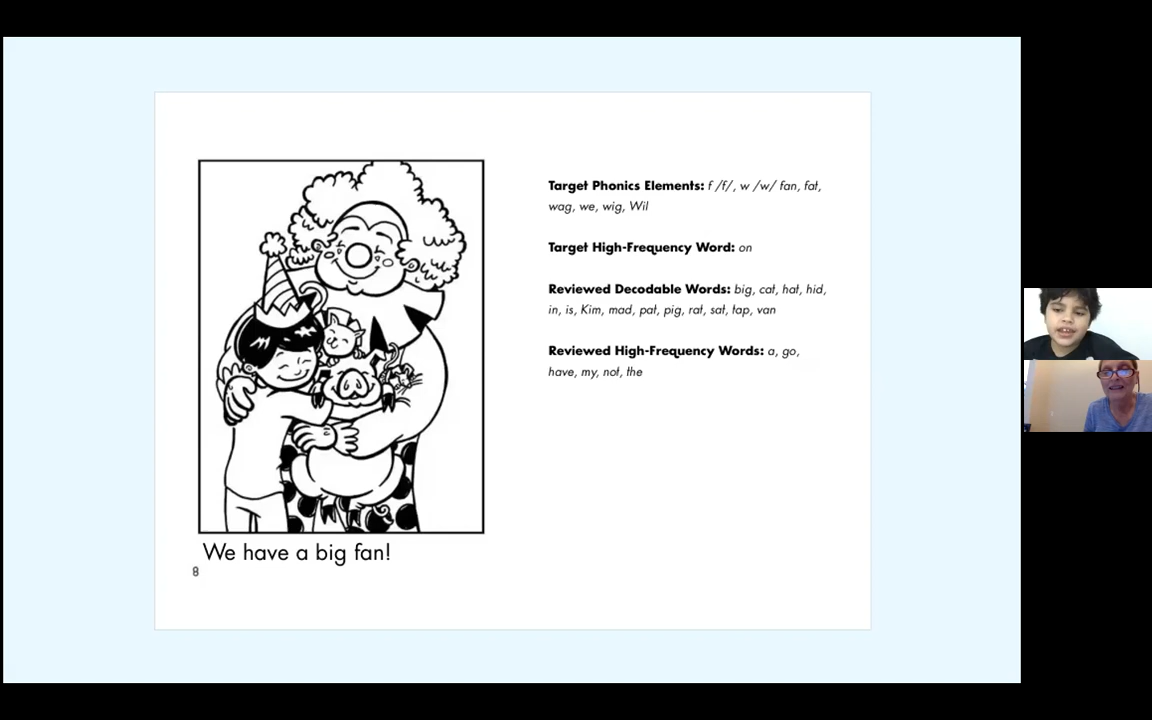 We have a big fan!
8
Target Phonics Elements: f /f/, w /w/ fan, fat,
wag, we, wig, Wil
Target High-Frequency Word: on
Reviewed Decodable Words: big, cat, hat, hid,
in, is, Kim, mad, pat, pig, rat, sat, tap, van
Reviewed High-Frequency Words: a, go,
have, my, not, the